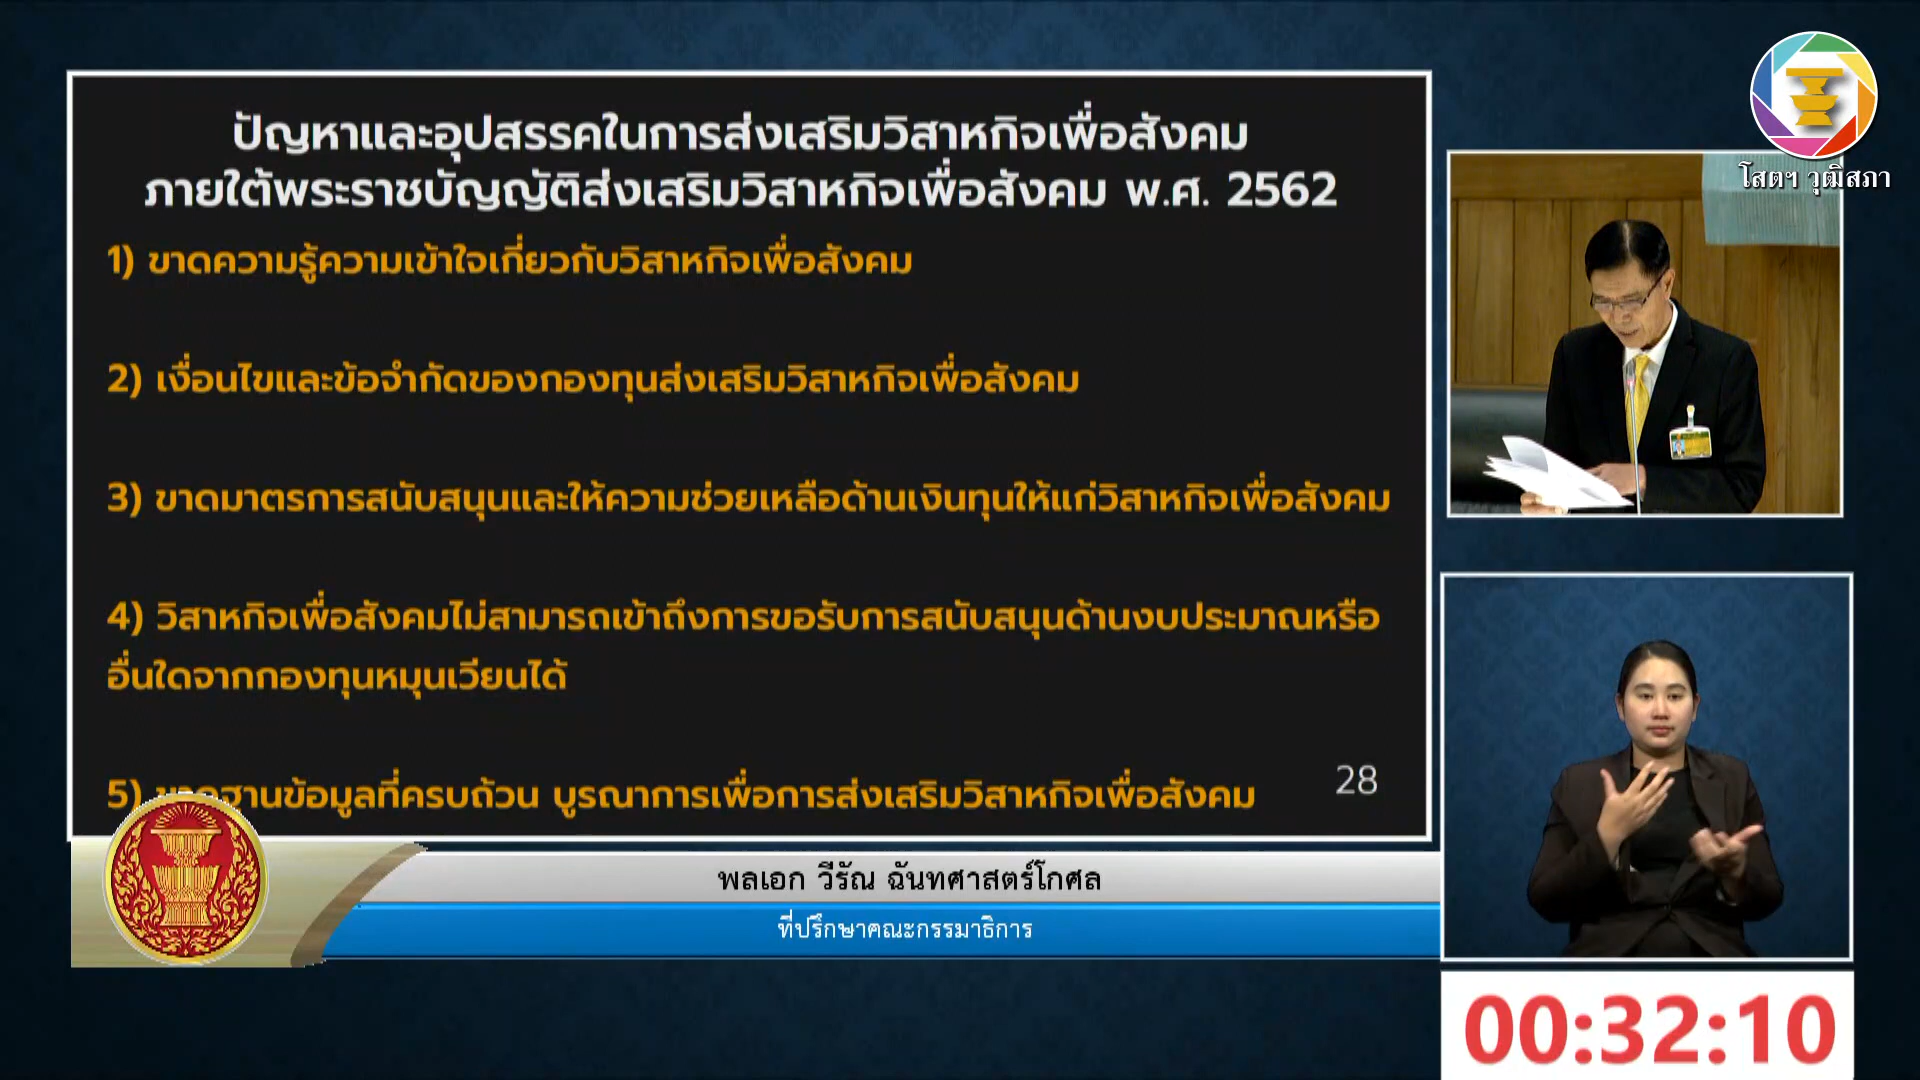 ปัญหาและอุปสรรคในการส่งเสริมวิสาหกิจเพื่อสังคม
ภายใต้พระราชบัญญัติส่งเสริมวิสาหกิจเพื่อสังคม พ.ศ. 2562
1) ขาดความรู้ความเข้าใจเกี่ยวกับวิสาหกิจเพื่อสังคม
2) เงื่อนไขและข้อจำกัดของกองทุนส่งเสริมวิสาหกิจเพื่อสังคม
3) ขาดมาตรการสนับสนุนและให้ความช่วยเหลือด้านเงินทุนให้แก่วิสาหกิจเพื่อสังคม
4) วิสาหกิจเพื่อสังคมไม่สามารถเข้าถึงการขอรับการสนับสนุนด้านงบประมาณหรือ
อื่นใดจากกองทุนหมุนเวียนได้
5) ฐานข้อมูลที่ครบถ้วน บูรณาการเพื่อการส่งเสริมวิสาหกิจเพื่อสังคม
28
โสตฯ วุฒิสภา
พลเอก วีรัณ ฉันทศาสตร์โกศล
ที่ปรึกษาคณะกรรมาธิการ
00:32:10